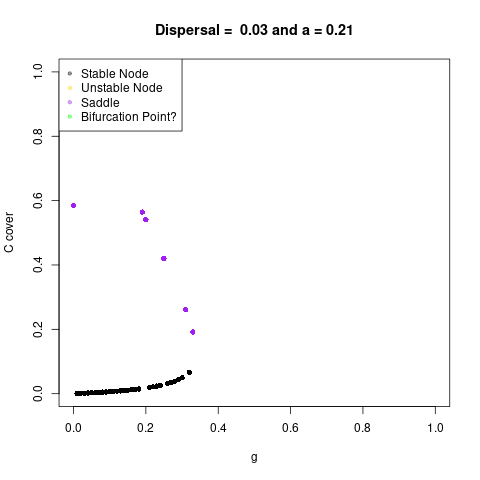 Dispersal =  0.03 and a = 0.21
Stable Node
Unstable Node
Saddle
Bifurcation Point?
C cover
1.0
0.8
0.6
0.4
0.2
0.0
0.0 0.2 0.4 0.6 0.8 1.0
g